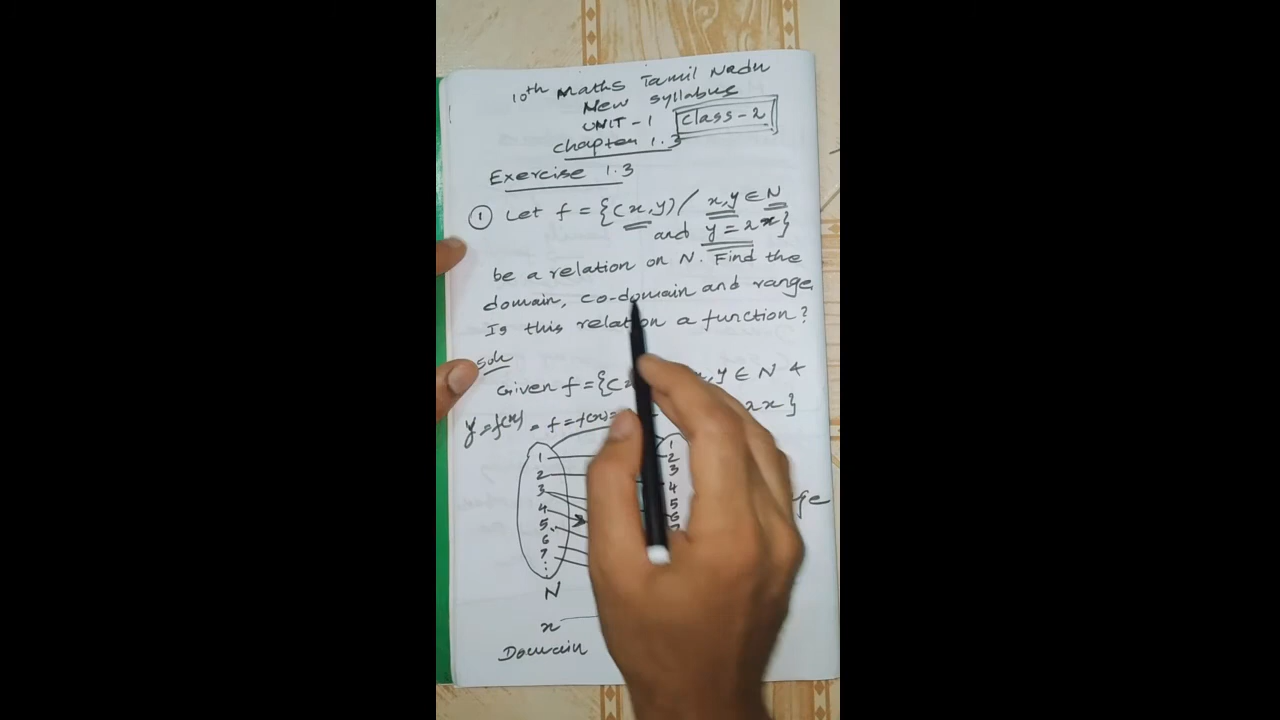 10th Maths Tamil Nadu
New Syllabus
UNIT - 1 Class - 2
Chapter 1.3
Exercise 1.3
① Let f = {(x,y) / x,y ∈ N
and y = 2x}
be a relation on N. Find the
domain, co-domain and range
Is this relation a function?
Soln
Given f = {(x ,y ∈ N &
2x}
y = f(x) = f = f(x) =
1 1
2 2
3 3
4 4
5 5
6 6
7 7
⋮
N
x
Domain